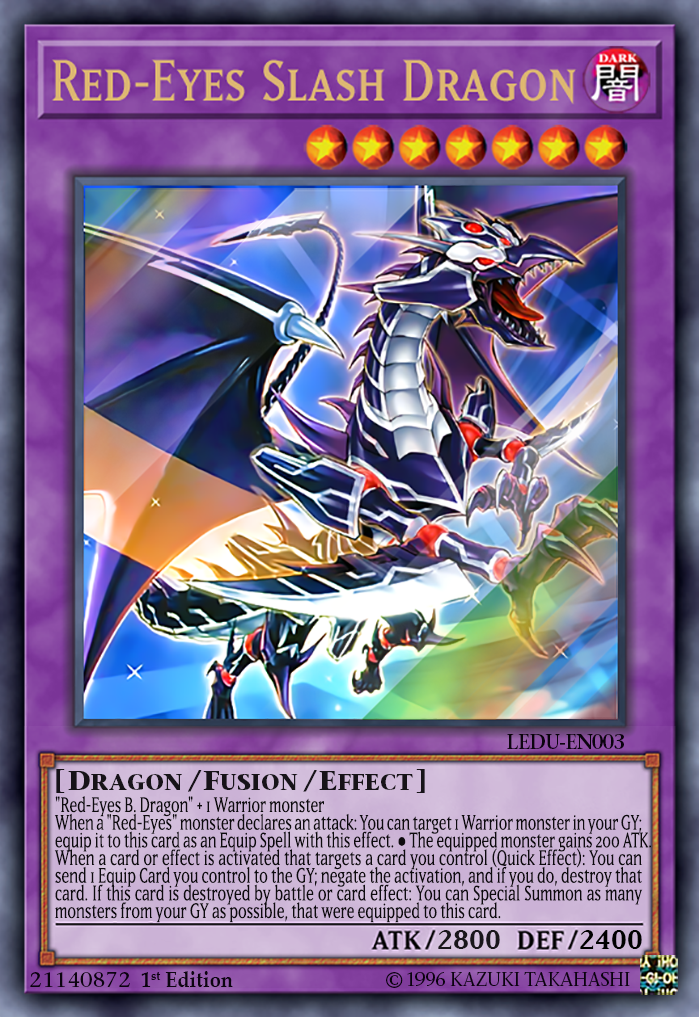 Red-Eyes Slash Dragon
DARK
闇
LEDU-EN003
[Dragon /Fusion /Effect]
"Red-Eyes B. Dragon" + 1 Warrior monster
When a "Red-Eyes" monster declares an attack: You can target 1 Warrior monster in your GY;
equip it to this card as an Equip Spell with this effect. ● The equipped monster gains 200 ATK.
When a card or effect is activated that targets a card you control (Quick Effect): You can
send 1 Equip Card you control to the GY; negate the activation, and if you do, destroy that
card. If this card is destroyed by battle or card effect: You can Special Summon as many
monsters from your GY as possible, that were equipped to this card.
ATK/2800 DEF/2400
21140872 1st Edition ©1996 KAZUKI TAKAHASHI